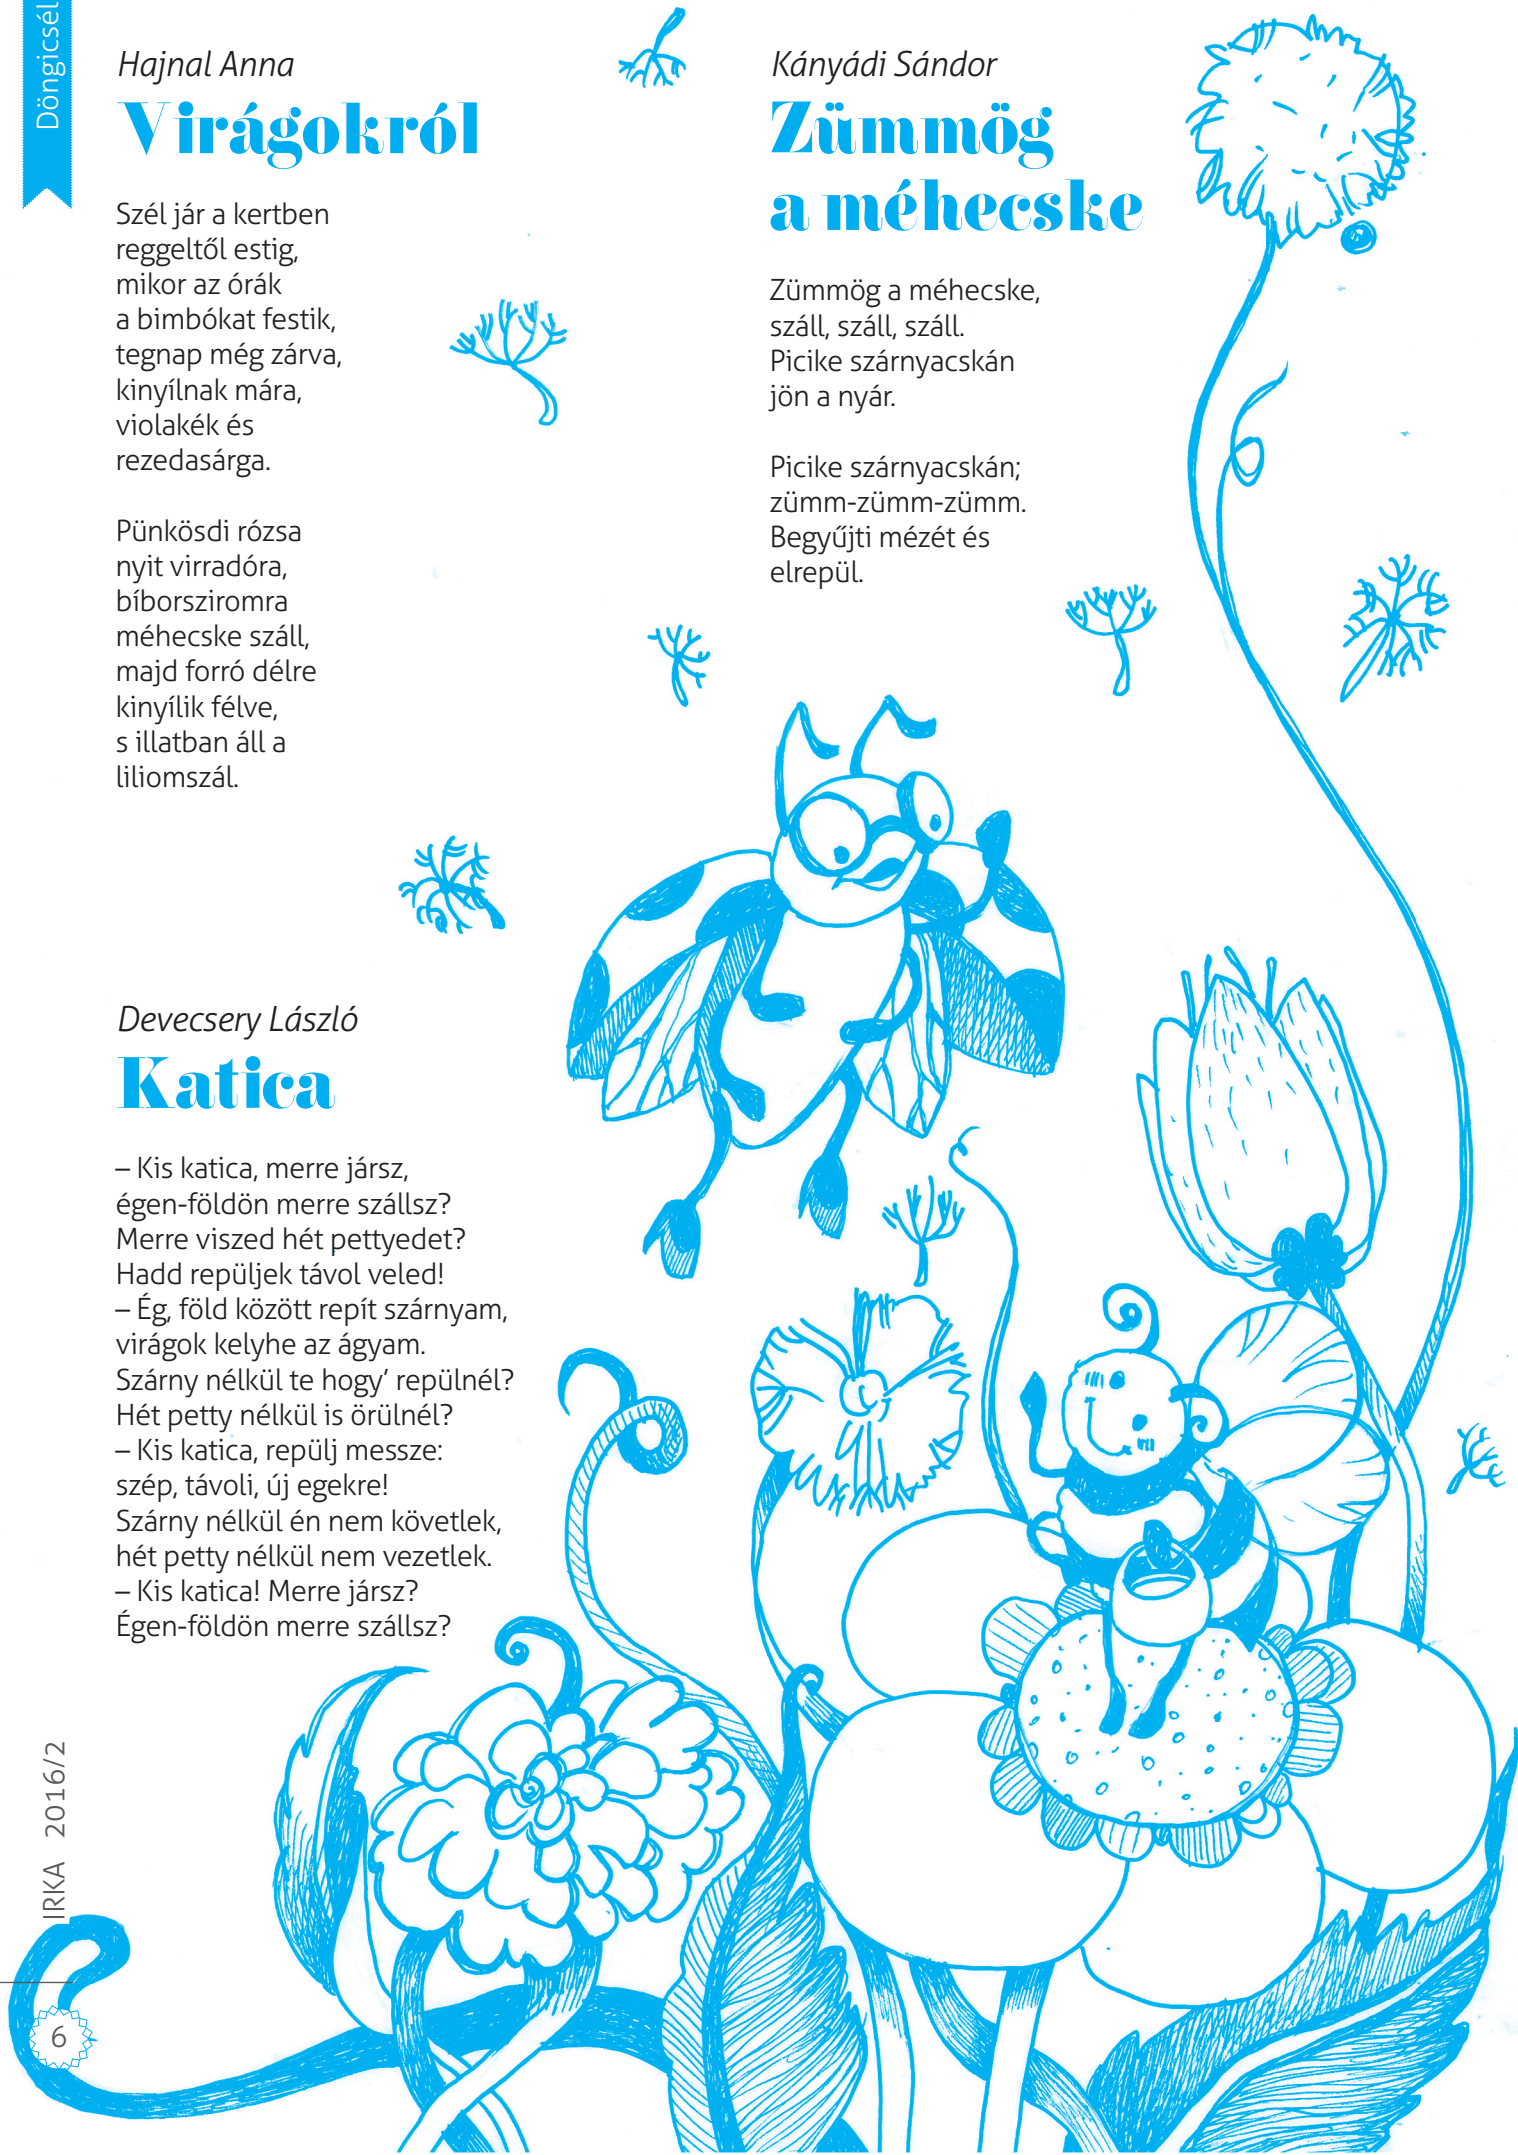 Döngicsél
Hajnal Anna
Virágokról
Szél jár a kertben
reggeltől estig,
mikor az órák
a bimbókat festik,
tegnap még zárva,
kinyílnak mára,
violakék és
rezedasárga.
Pünkösdi rózsa
nyit virradóra,
bíborsziromra
méhecske száll,
majd forró délre
kinyílik félve,
s illatban áll a
liliomszál.
Kányádi Sándor
Zümmög
a méhecske
Zümmög a méhecske,
száll, száll, száll.
Picike szárnyacskán
jön a nyár.
Picike szárnyacskán;
zümm-zümm-zümm.
Begyűjti mézét és
elrepül.
Devecsery László
Katica
– Kis katica, merre jársz,
égen-földön merre szállsz?
Merre viszed hét pettyedet?
Hadd repüljek távol veled!
– Ég, föld között repít szárnyam,
virágok kelyhe az ágyam.
Szárny nélkül te hogy’ repülnél?
Hét petty nélkül is örülnél?
– Kis katica, repülj messze:
szép, távoli, új egekre!
Szárny nélkül én nem követlek,
hét petty nélkül nem vezetlek.
– Kis katica! Merre jársz?
Égen-földön merre szállsz?
IRKA 2016/2
6